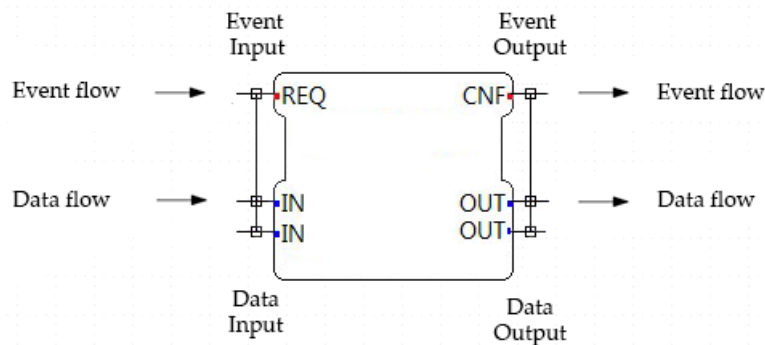 Event
Input
Event
Output
Event flow
REQ
CNF
Event flow
Data flow
IN
OUT
Data flow
IN
OUT
Data
Input
Data
Output